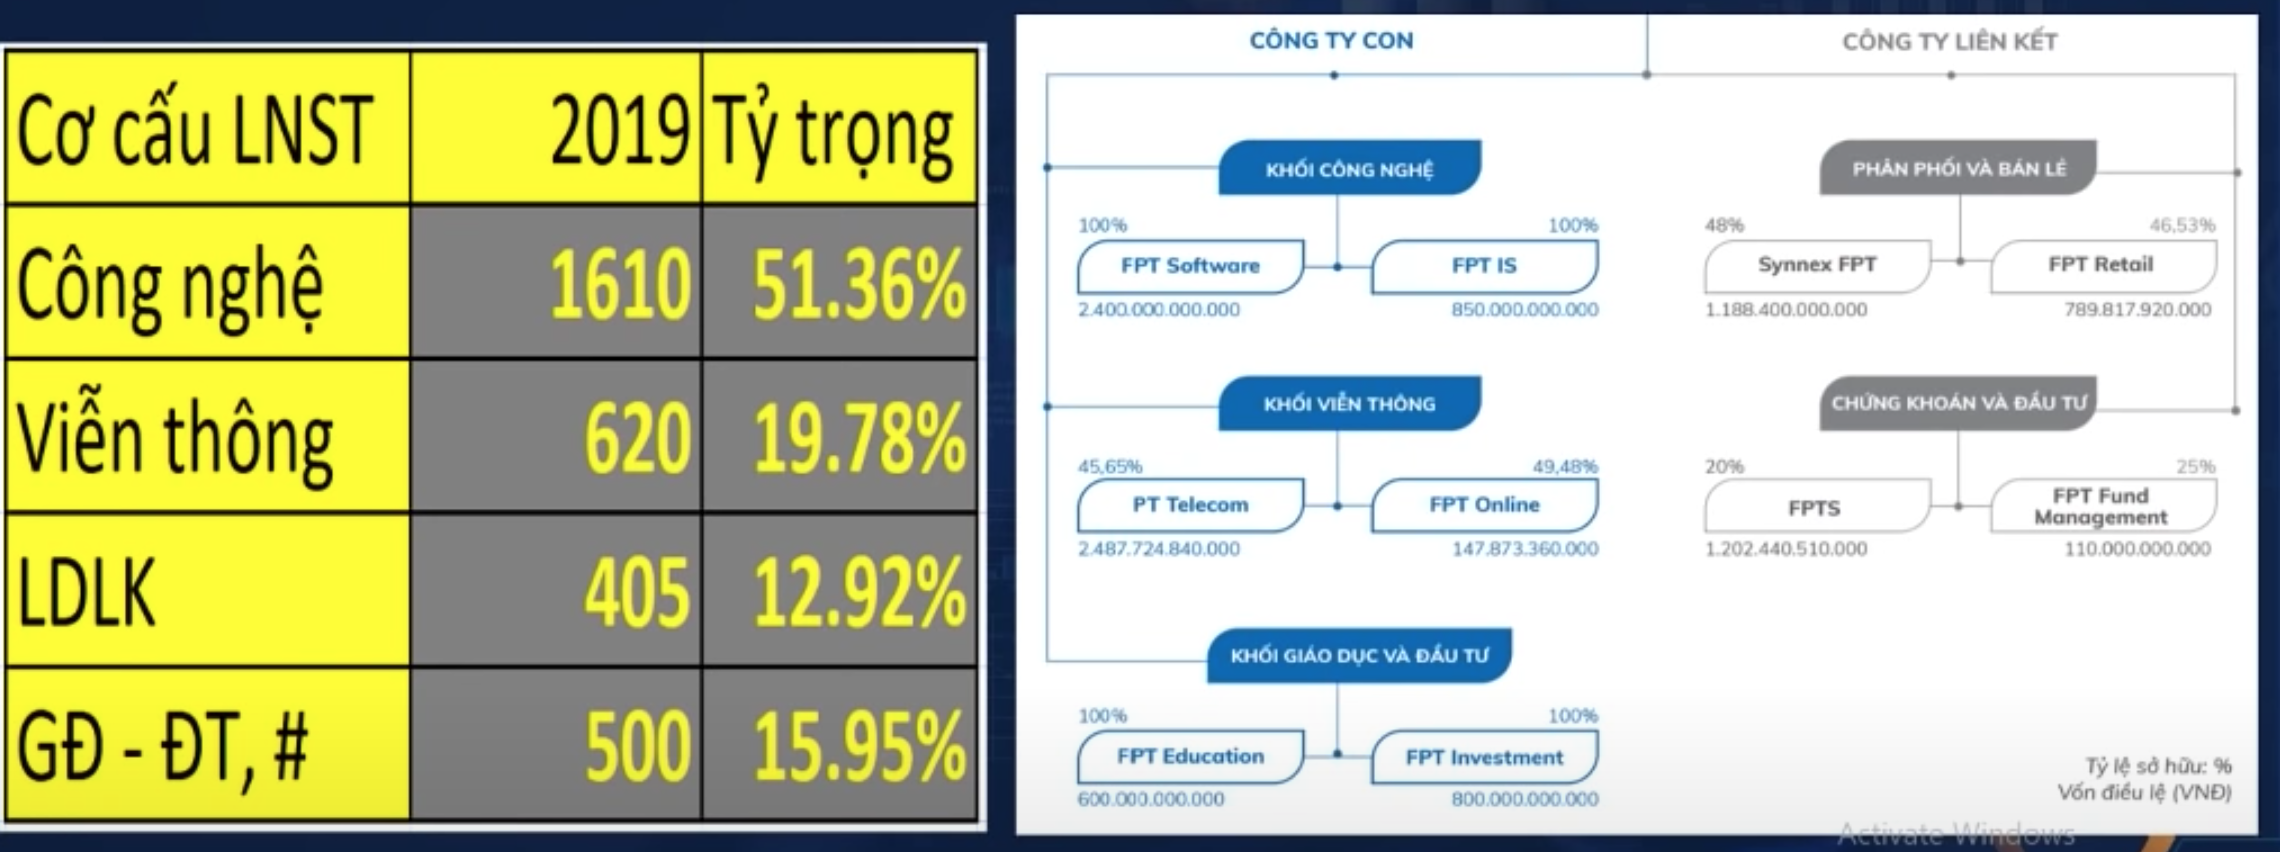 Cơ cấu LNST 2019 Tỷ trọng
Công nghệ 1610 51.36%
Viễn thông 620 19.78%
LDLK 405 12.92%
GĐ - ĐT, # 500 15.95%
CÔNG TY CON
KHỐI CÔNG NGHỆ
100% 100%
FPT Software FPT IS
2.400.000.000.000 850.000.000.000
KHỐI VIỄN THÔNG
45,65% 49,48%
PT Telecom FPT Online
2.487.724.840.000 147.873.360.000
KHỐI GIÁO DỤC VÀ ĐẦU TƯ
100% 100%
FPT Education FPT Investment
600.000.000.000 800.000.000.000
CÔNG TY LIÊN KẾT
PHÂN PHỐI VÀ BÁN LẺ
48% 46,53%
Synnex FPT FPT Retail
1.188.400.000.000 789.817.920.000
CHỨNG KHOÁN VÀ ĐẦU TƯ
20% 25%
FPTS FPT Fund
Management
1.202.440.510.000 110.000.000.000
Tỷ lệ sở hữu: %
Vốn điều lệ (VNĐ)
Activate Windows